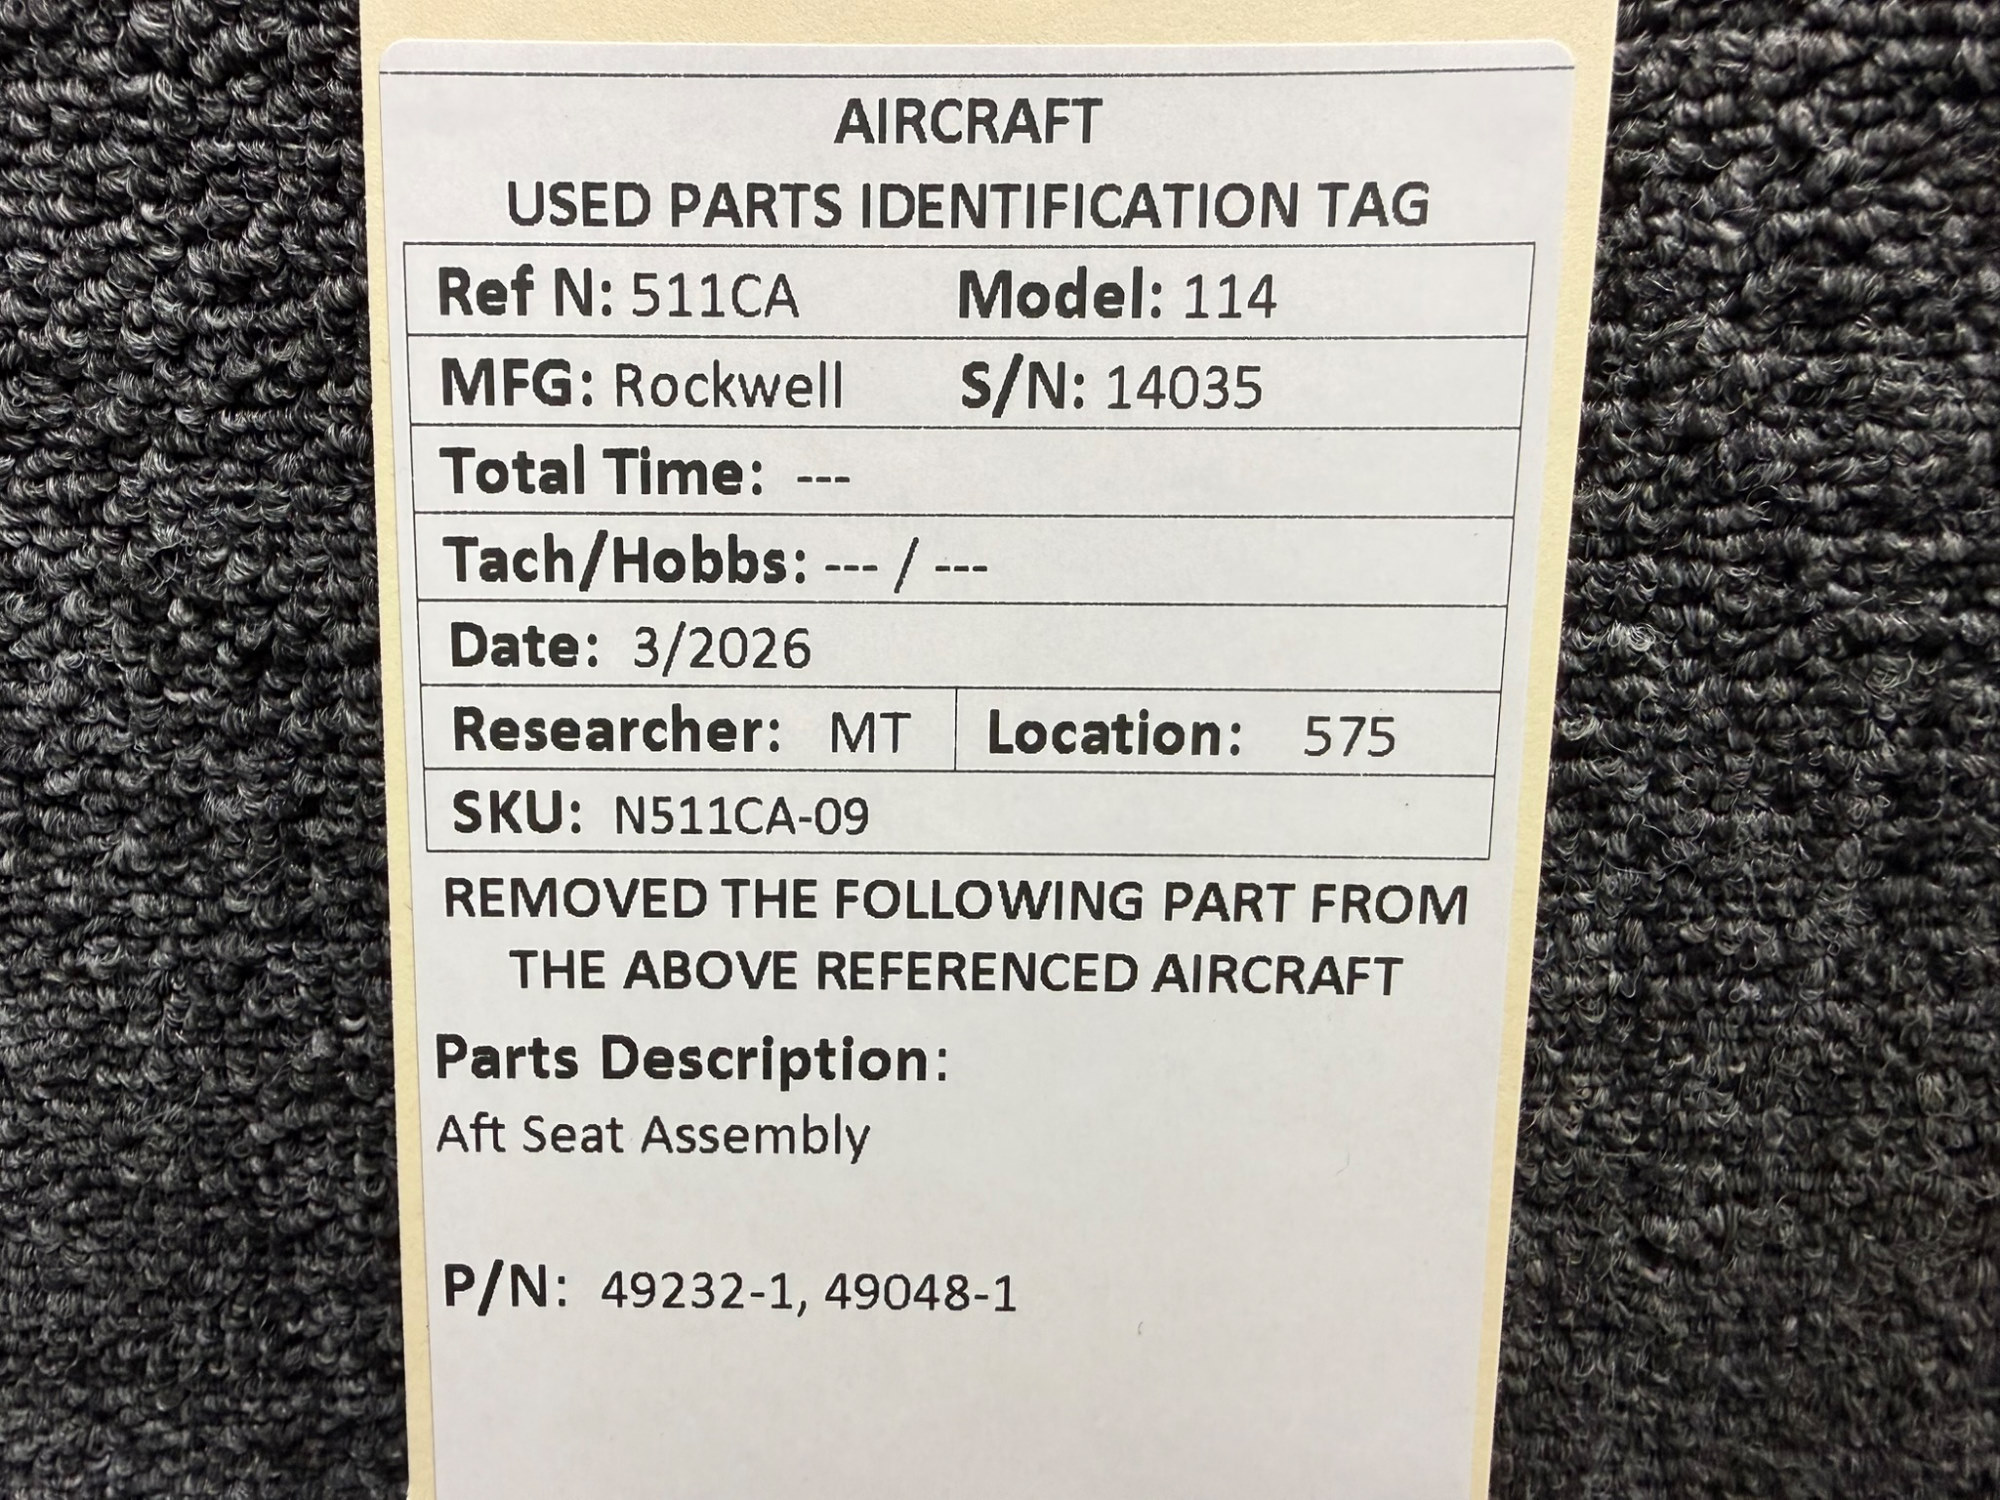 AIRCRAFT
USED PARTS IDENTIFICATION TAG
Ref N: 511CA Model: 114
MFG: Rockwell S/N: 14035
Total Time: ---
Tach/Hobbs: --- / ---
Date: 3/2026
Researcher: MT Location: 575
SKU: N511CA-09
REMOVED THE FOLLOWING PART FROM
THE ABOVE REFERENCED AIRCRAFT
Parts Description:
Aft Seat Assembly
P/N: 49232-1, 49048-1